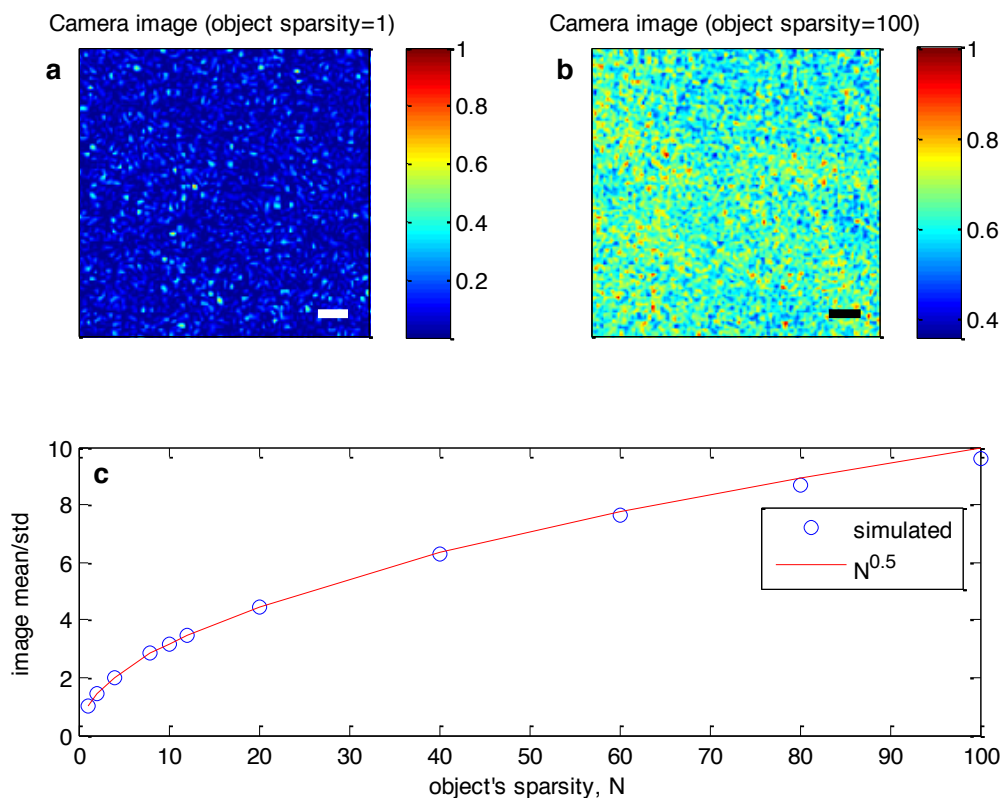 Camera image (object sparsity=1)
Camera image (object sparsity=100)
a
1
0.8
0.6
0.4
0.2
b
1
0.8
0.6
0.4
c
10
8
6
4
2
0
image mean/std
simulated
N^0.5
0 10 20 30 40 50 60 70 80 90 100
object's sparsity, N